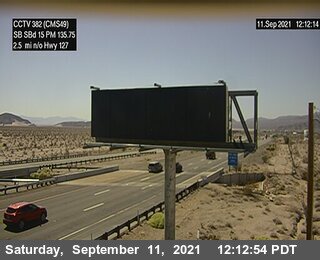 CCTV 382 (CMS49)
SB SBd 15 PM 135.75
2.5 mi n/o Hwy 127
11.Sep 2021 12:12:14
Saturday, September 11, 2021 12:12:54 PDT